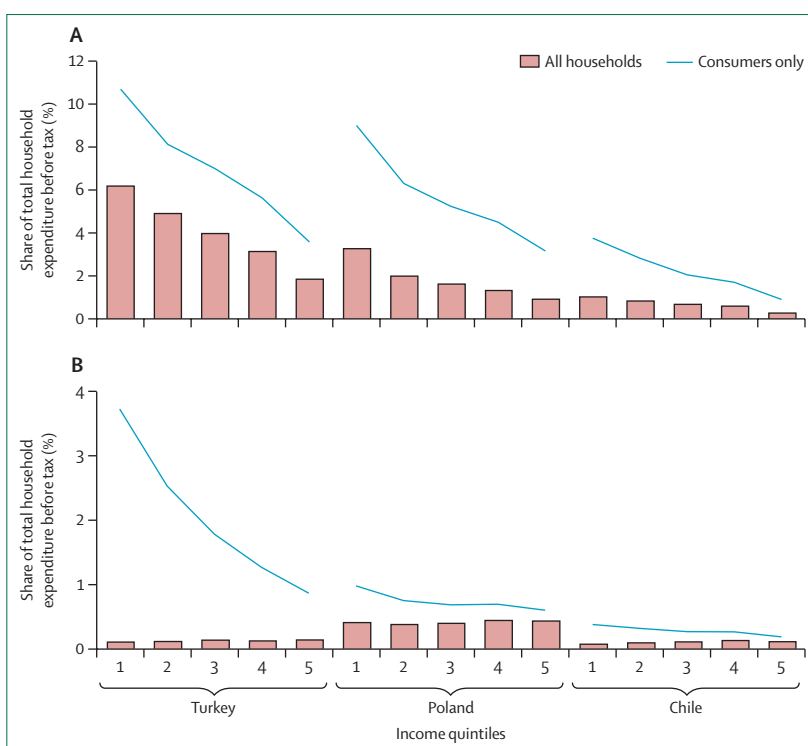 A
All households
Consumers only
Share of total household
expenditure before tax (%)
12
10
8
6
4
2
0
B
Share of total household
expenditure before tax (%)
4
3
2
1
0
1 2 3 4 5 1 2 3 4 5 1 2 3 4 5
Turkey Poland Chile
Income quintiles